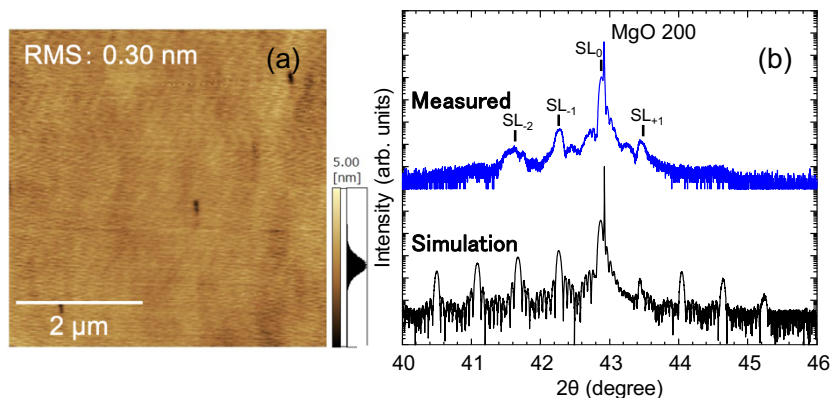 RMS: 0.30 nm
(a)
5.00
[nm]
2 μm
MgO 200
(b)
SL0
SL-1
SL-2
SL+1
Measured
Simulation
Intensity (arb. units)
40 41 42 43 44 45 46
2θ (degree)